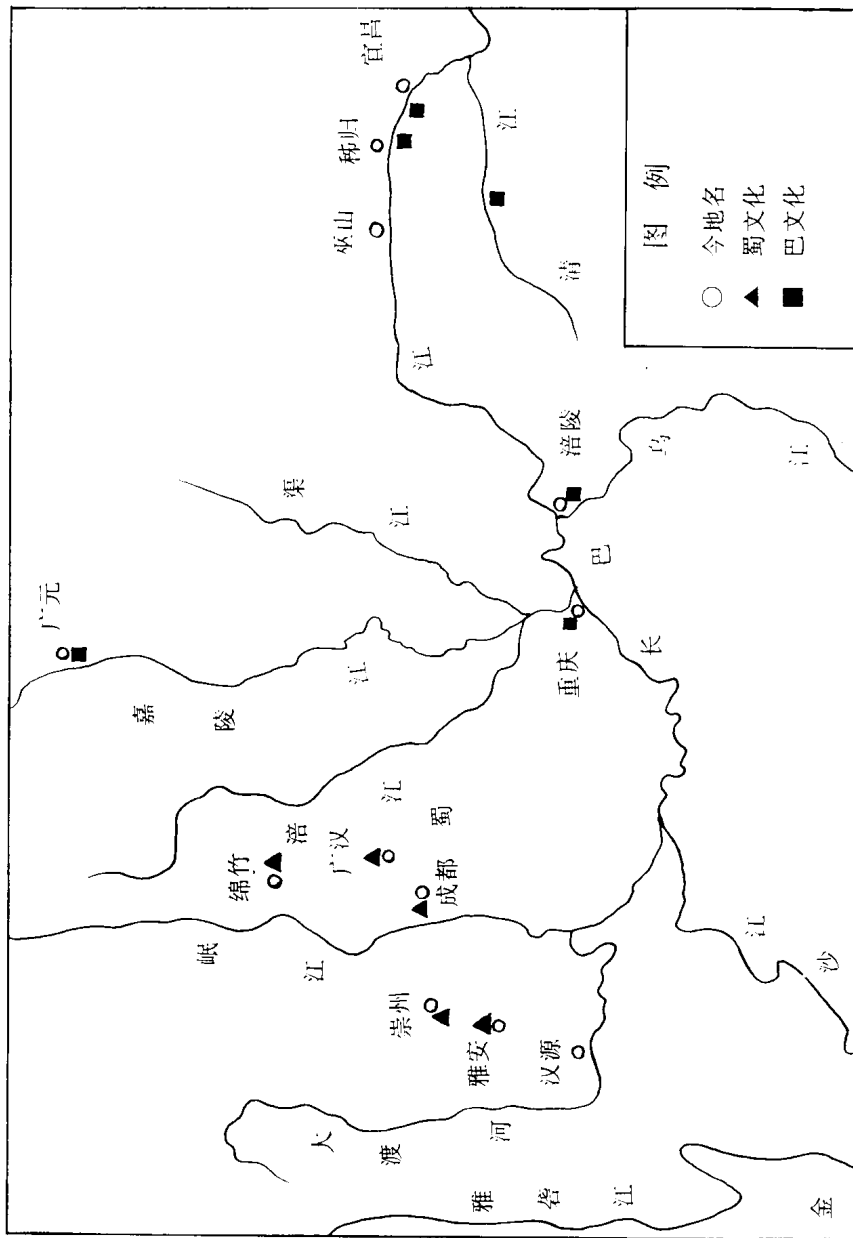 广元
嘉陵江
渠江
宜昌
秭归
巫山
长江
清江
涪陵
乌江
巴
重庆
涪江
绵竹
广汉
蜀
成都
岷江
崇州
雅安
汉源
大渡河
雅砻江
金沙江
图例
今地名
蜀文化
巴文化